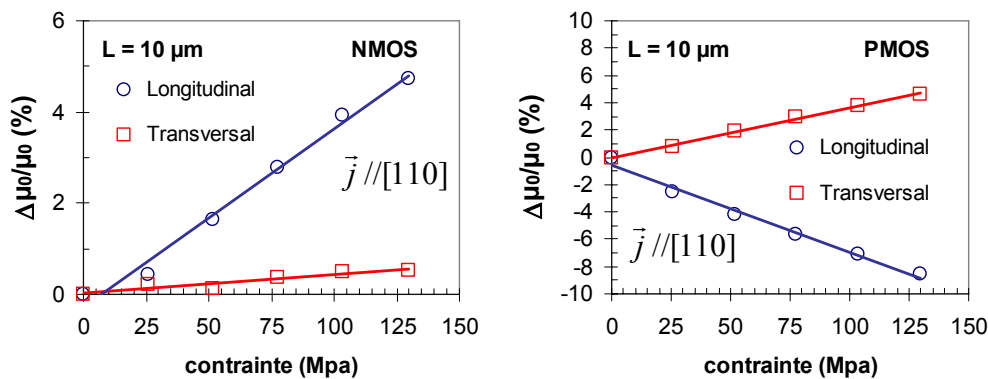 L = 10 µm NMOS
Longitudinal
Transversal
j⃗ //[110]
Δµ0/µ0 (%)
6
4
2
0
0 25 50 75 100 125 150
contrainte (Mpa)
L = 10 µm PMOS
Longitudinal
Transversal
j⃗ //[110]
Δµ0/µ0 (%)
10
8
6
4
2
0
-2
-4
-6
-8
-10
0 25 50 75 100 125 150
contrainte (Mpa)